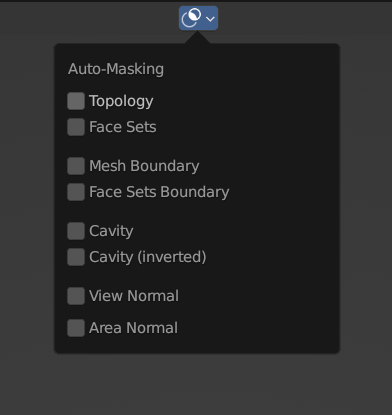 Auto-Masking
Topology
Face Sets
Mesh Boundary
Face Sets Boundary
Cavity
Cavity (inverted)
View Normal
Area Normal